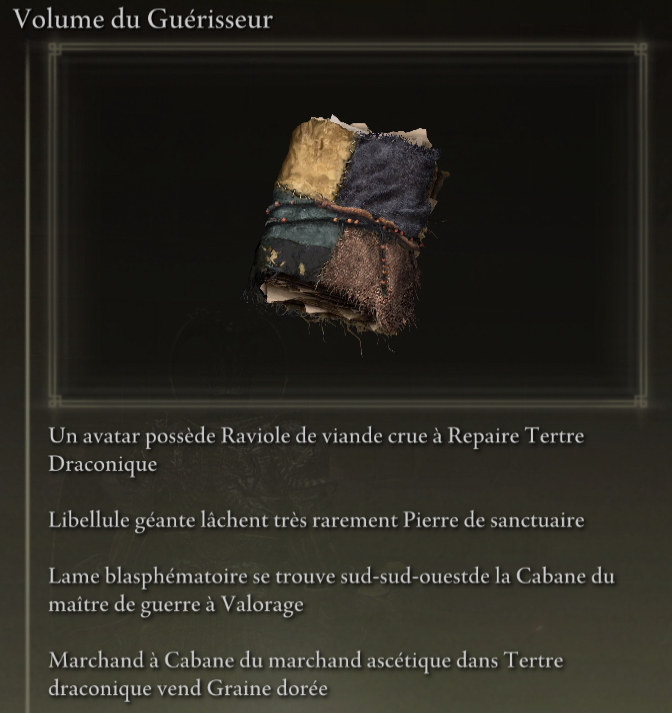 Volume du Guérisseur
Un avatar possède Raviole de viande crue à Repaire Tertre
Draconique
Libellule géante lâchent très rarement Pierre de sanctuaire
Lame blasphématoire se trouve sud-sud-ouestde la Cabane du
maître de guerre à Valorage
Marchand à Cabane du marchand ascétique dans Tertre
draconique vend Graine dorée